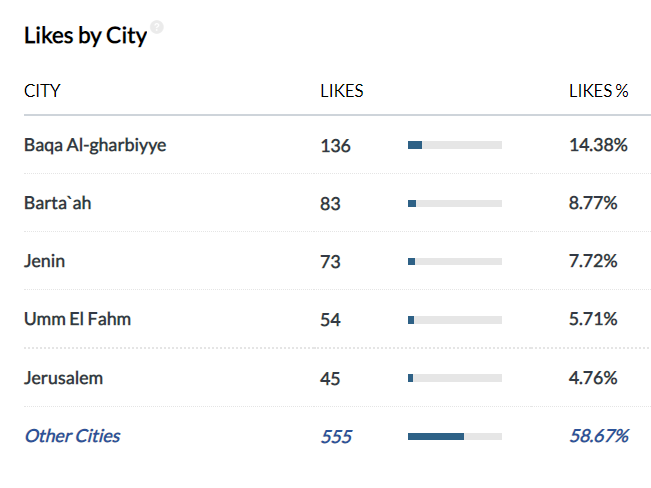 Likes by City ?
CITY LIKES LIKES %
Baqa Al-gharbiyye 136 14.38%
Barta`ah 83 8.77%
Jenin 73 7.72%
Umm El Fahm 54 5.71%
Jerusalem 45 4.76%
Other Cities 555 58.67%